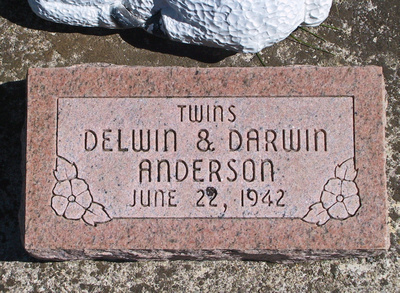 TWINS
DELWIN & DARWIN
ANDERSON
JUNE 22, 1942